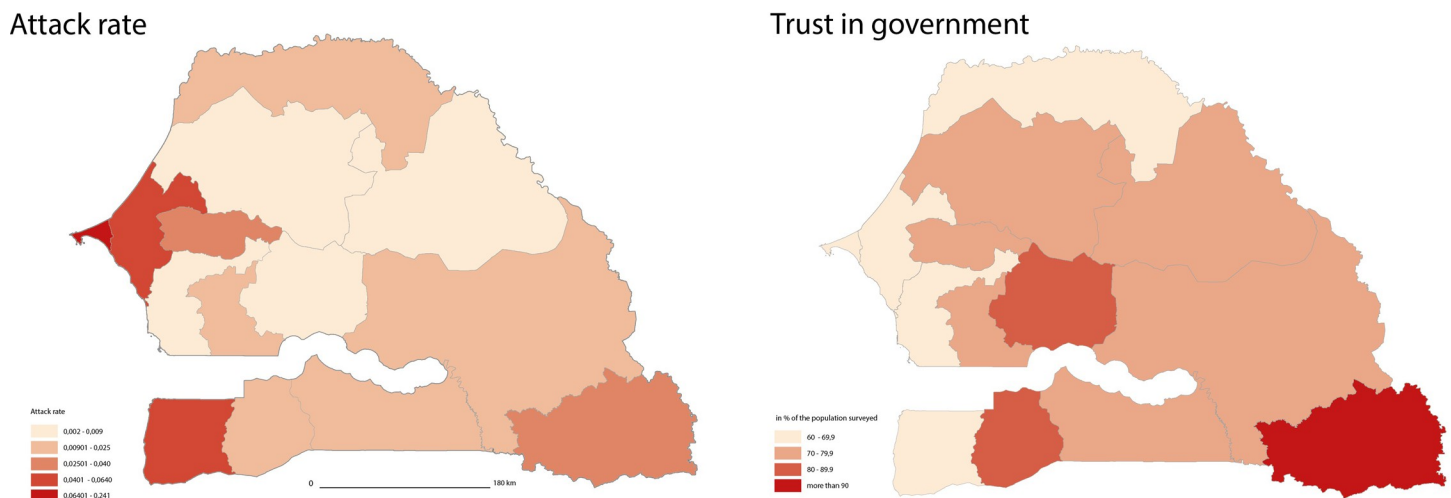 Attack rate
Attack rate
0,002 - 0,009
0,00901 - 0,025
0,02501 - 0,040
0,0401 - 0,0640
0,06401 - 0,241
0 180 km
Trust in government
in % of the population surveyed
60 - 69,9
70 - 79,9
80 - 89.9
more than 90